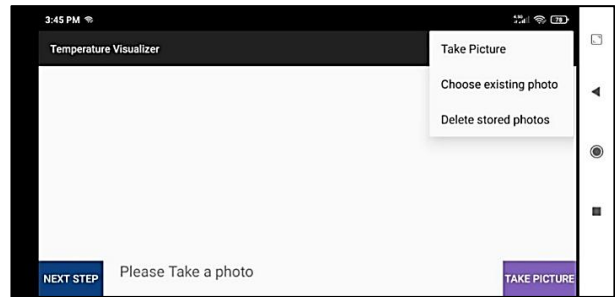 3:45 PM
78
Temperature Visualizer
Take Picture
Choose existing photo
Delete stored photos
NEXT STEP
Please Take a photo
TAKE PICTURE